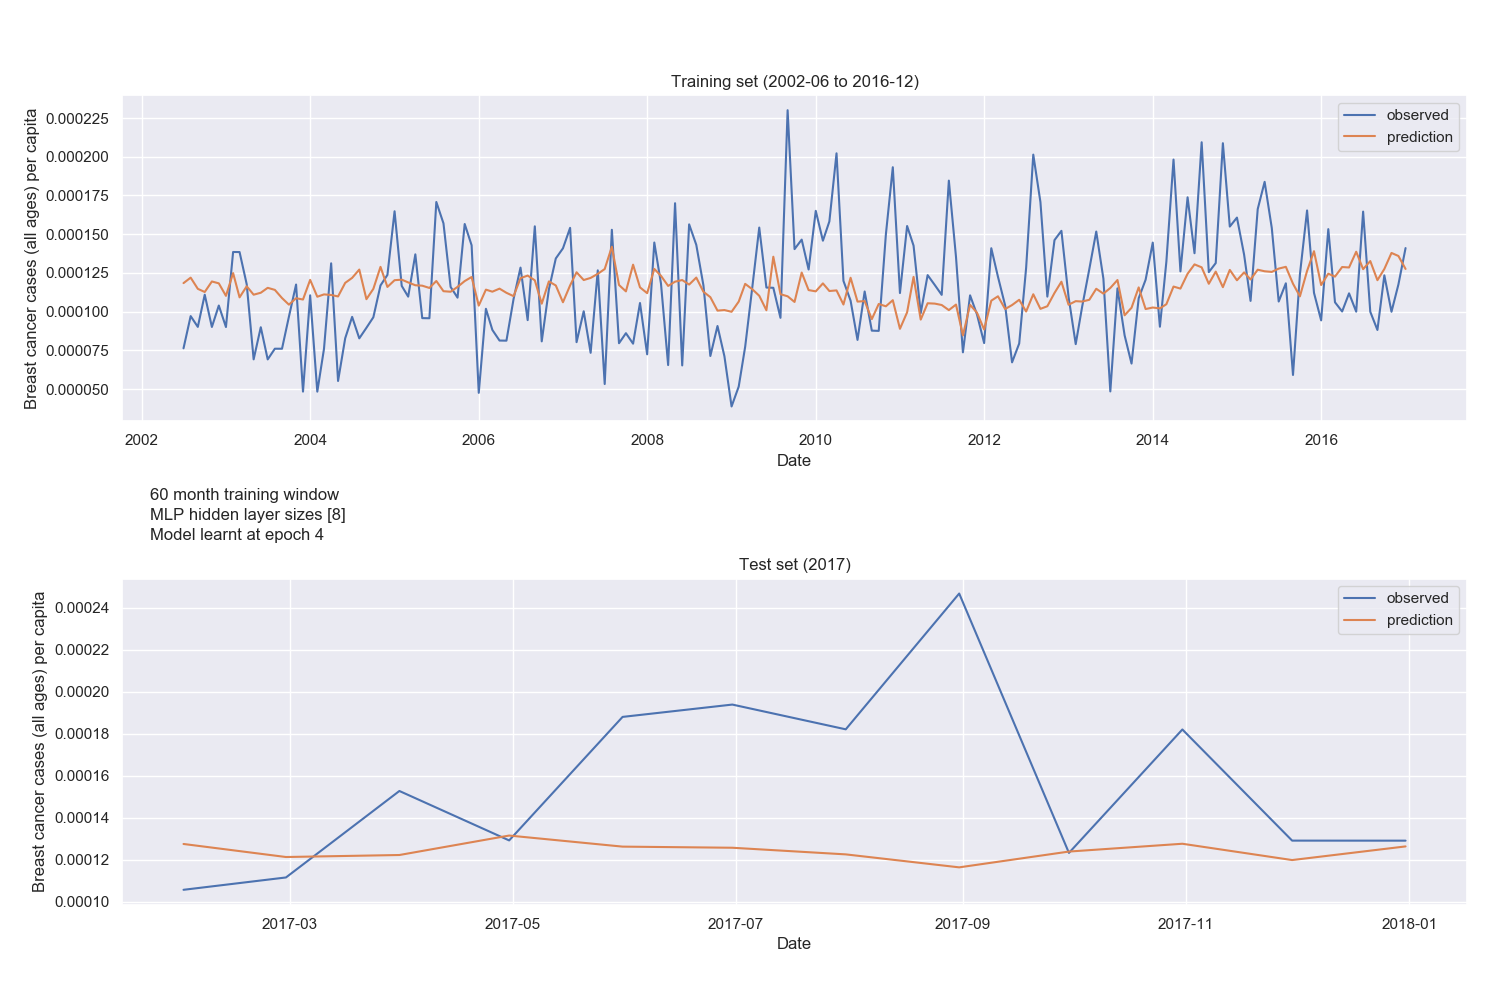 Training set (2002-06 to 2016-12)
Breast cancer cases (all ages) per capita
0.000225
0.000200
0.000175
0.000150
0.000125
0.000100
0.000075
0.000050
observed
prediction
2002 2004 2006 2008 2010 2012 2014 2016
Date
60 month training window
MLP hidden layer sizes [8]
Model learnt at epoch 4
Test set (2017)
Breast cancer cases (all ages) per capita
0.00024
0.00022
0.00020
0.00018
0.00016
0.00014
0.00012
0.00010
observed
prediction
2017-03 2017-05 2017-07 2017-09 2017-11 2018-01
Date